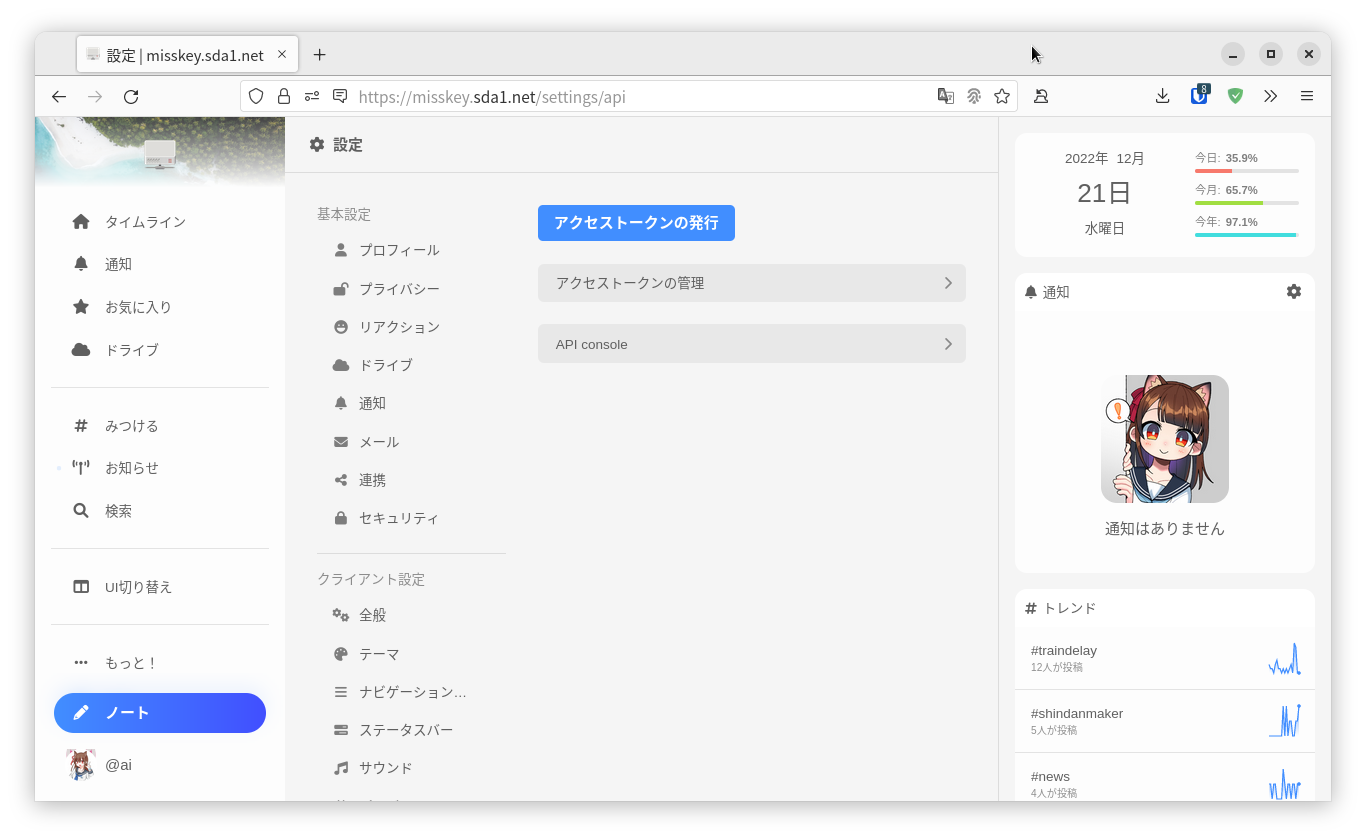 設定 | misskey.sda1.net
https://misskey.sda1.net/settings/api
8
タイムライン
通知
お気に入り
ドライブ
みつける
お知らせ
検索
UI切り替え
もっと！
ノート
@ai
設定
基本設定
プロフィール
プライバシー
リアクション
ドライブ
通知
メール
連携
セキュリティ
クライアント設定
全般
テーマ
ナビゲーション…
ステータスバー
サウンド
アクセストークンの発行
アクセストークンの管理
API console
2022年 12月
21日
水曜日
今日: 35.9%
今月: 65.7%
今年: 97.1%
通知
!
通知はありません
トレンド
#traindelay
12人が投稿
#shindanmaker
5人が投稿
#news
4人が投稿